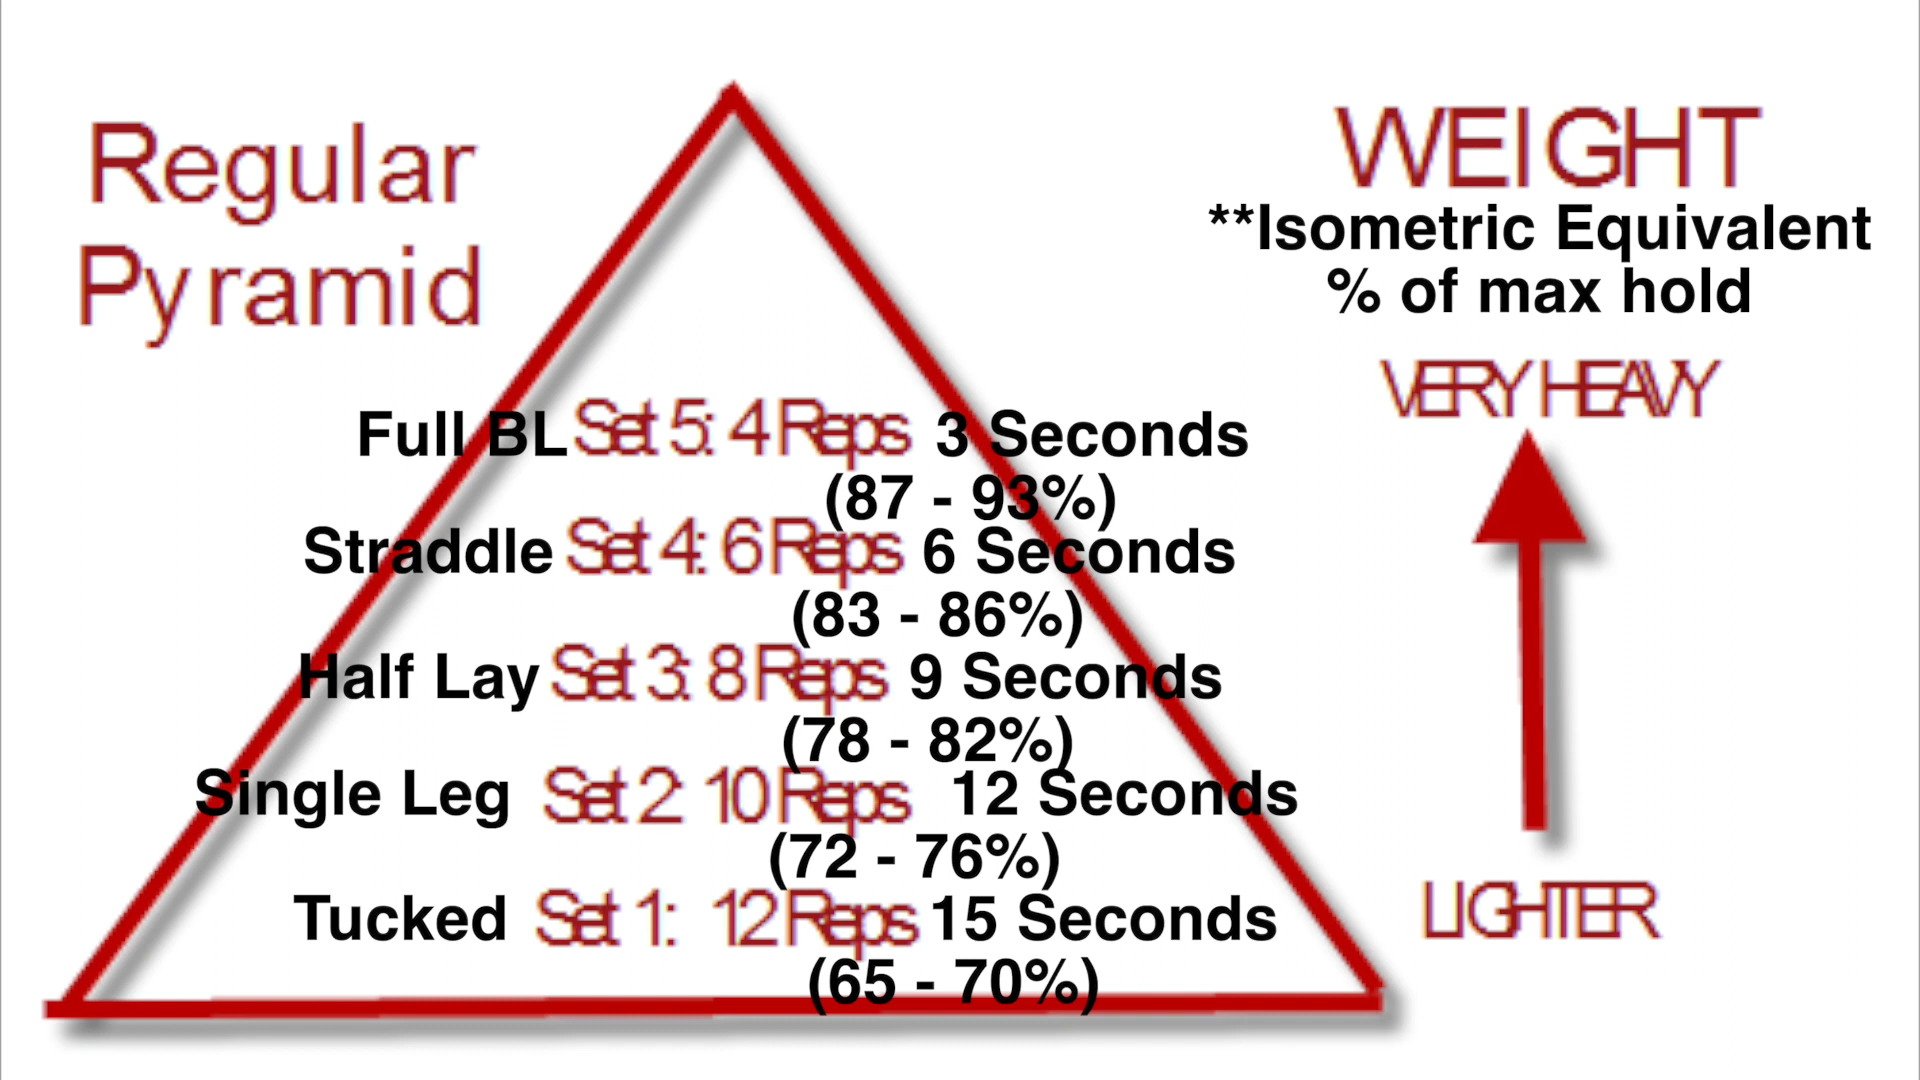 Regular
Pyramid
WEIGHT
**Isometric Equivalent
% of max hold
VERY HEAVY
Full BL Set 5: 4 Reps 3 Seconds
(87 - 93%)
Straddle Set 4: 6 Reps 6 Seconds
(83 - 86%)
Half Lay Set 3: 8 Reps 9 Seconds
(78 - 82%)
Single Leg Set 2: 10 Reps 12 Seconds
(72 - 76%)
Tucked Set 1: 12 Reps 15 Seconds
(65 - 70%)
LIGHTER